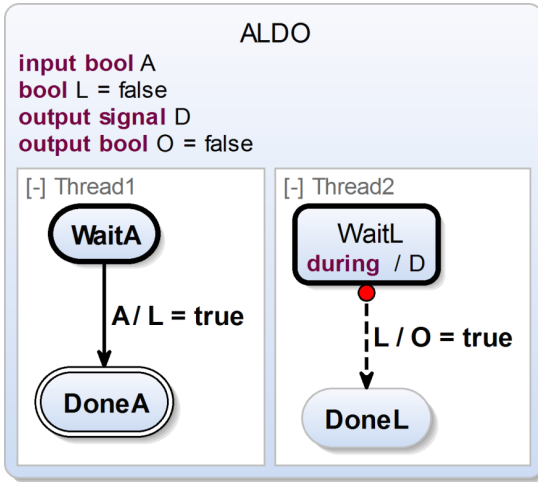 ALDO
input bool A
bool L = false
output signal D
output bool O = false
[-] Thread1
WaitA
A / L = true
DoneA
[-] Thread2
WaitL
during / D
L / O = true
DoneL